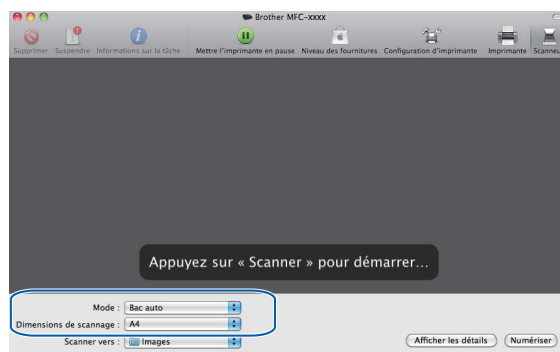 Brother MFC-xxxx
Supprimer Suspendre Informations sur la tâche Mettre l'imprimante en pause Niveau des fournitures Configuration d'imprimante Imprimante Scanneur
Appuyez sur « Scanner » pour démarrer…
Mode : Bac auto
Dimensions de scannage : A4
Scanner vers : Images
Afficher les détails Numériser